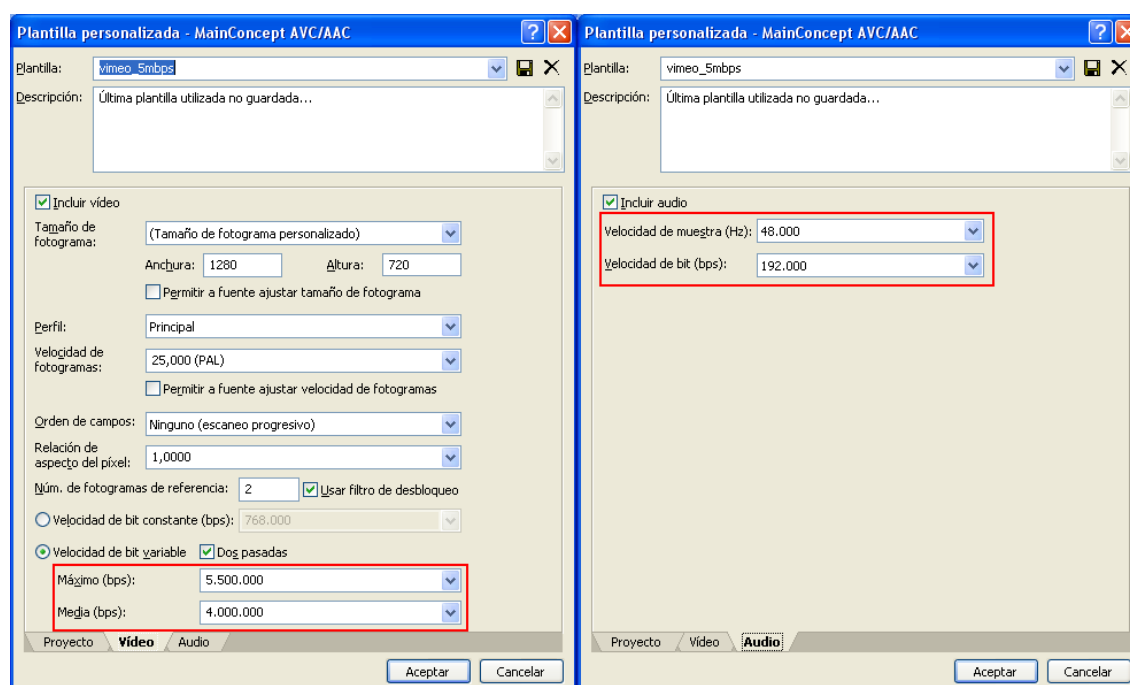 Plantilla personalizada - MainConcept AVC/AAC
Plantilla: vimeo_5mbps
Descripción: Última plantilla utilizada no guardada...
Incluir vídeo
Tamaño de fotograma: (Tamaño de fotograma personalizado)
Anchura: 1280 Altura: 720
Permitir a fuente ajustar tamaño de fotograma
Perfil: Principal
Velocidad de fotogramas: 25,000 (PAL)
Permitir a fuente ajustar velocidad de fotogramas
Orden de campos: Ninguno (escaneo progresivo)
Relación de aspecto del píxel: 1,0000
Núm. de fotogramas de referencia: 2 Usar filtro de desbloqueo
Velocidad de bit constante (bps): 768.000
Velocidad de bit variable Dos pasadas
Máximo (bps): 5.500.000
Media (bps): 4.000.000
Proyecto Vídeo Audio
Aceptar Cancelar
Plantilla personalizada - MainConcept AVC/AAC
Plantilla: vimeo_5mbps
Descripción: Última plantilla utilizada no guardada...
Incluir audio
Velocidad de muestra (Hz): 48.000
Velocidad de bit (bps): 192.000
Proyecto Vídeo Audio
Aceptar Cancelar